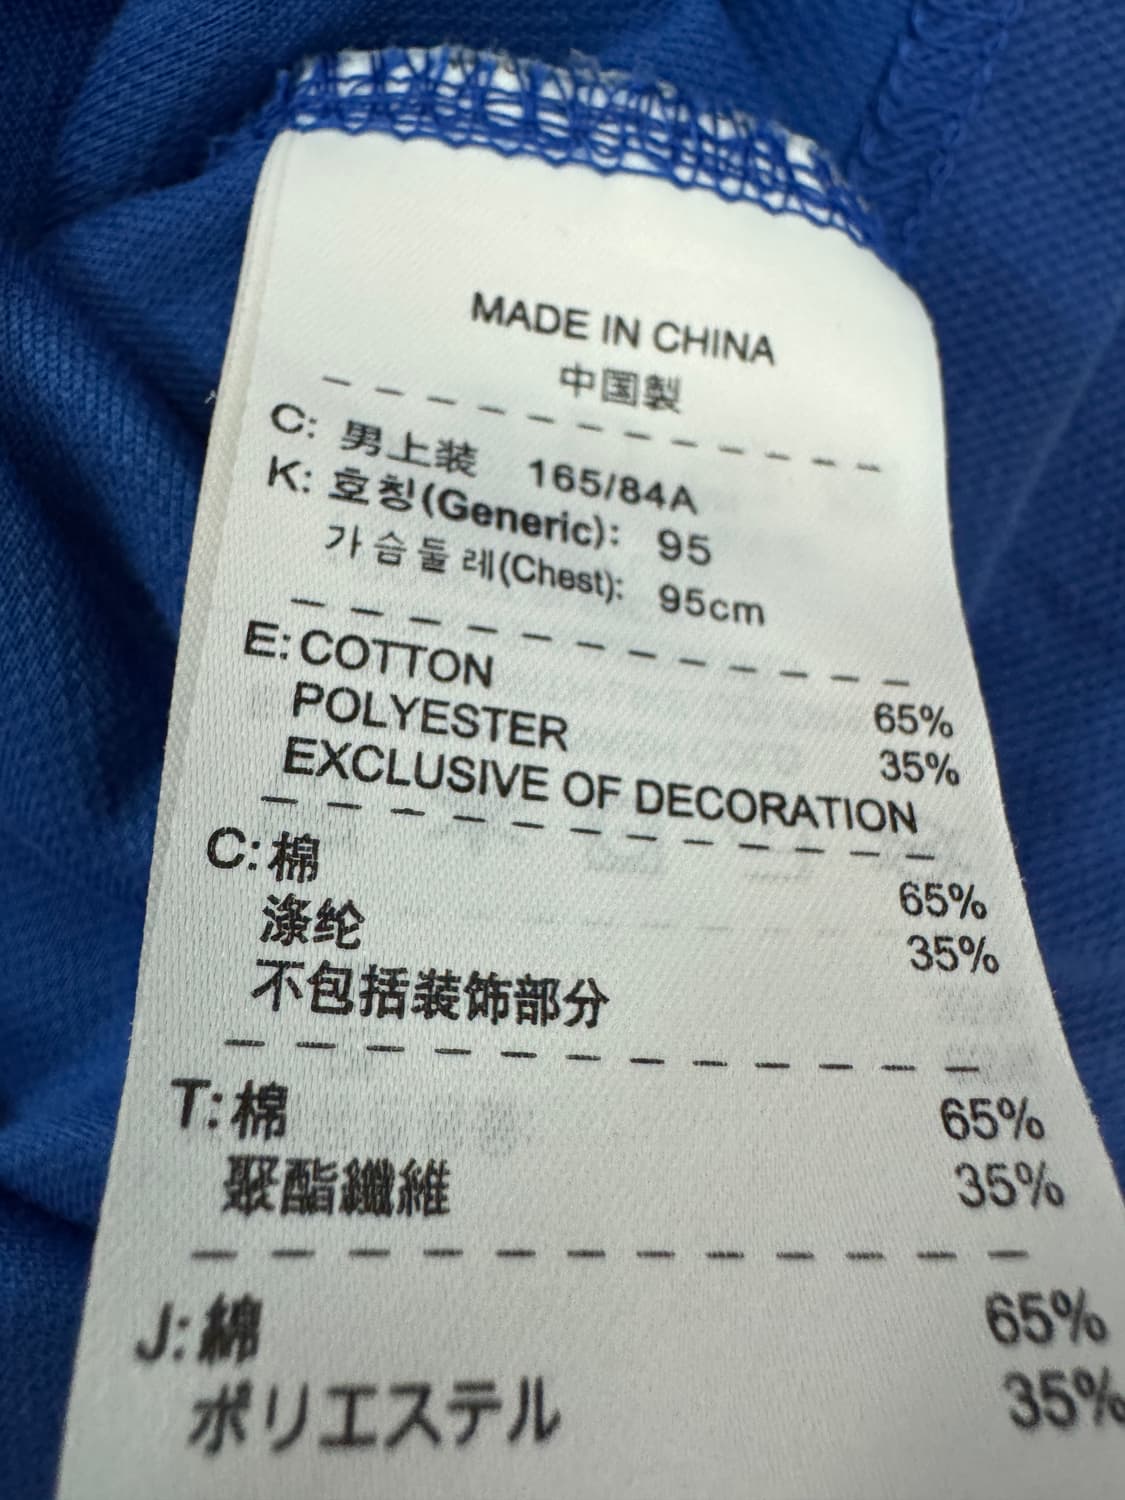 MADE IN CHINA
中国製
C: 男上装 165/84A
K: 호칭(Generic): 95
가슴둘레(Chest): 95cm
E: COTTON 65%
POLYESTER 35%
EXCLUSIVE OF DECORATION
C: 棉 65%
涤纶 35%
不包括装饰部分
T: 棉 65%
聚酯纖維 35%
J: 綿 65%
ポリエステル 35%